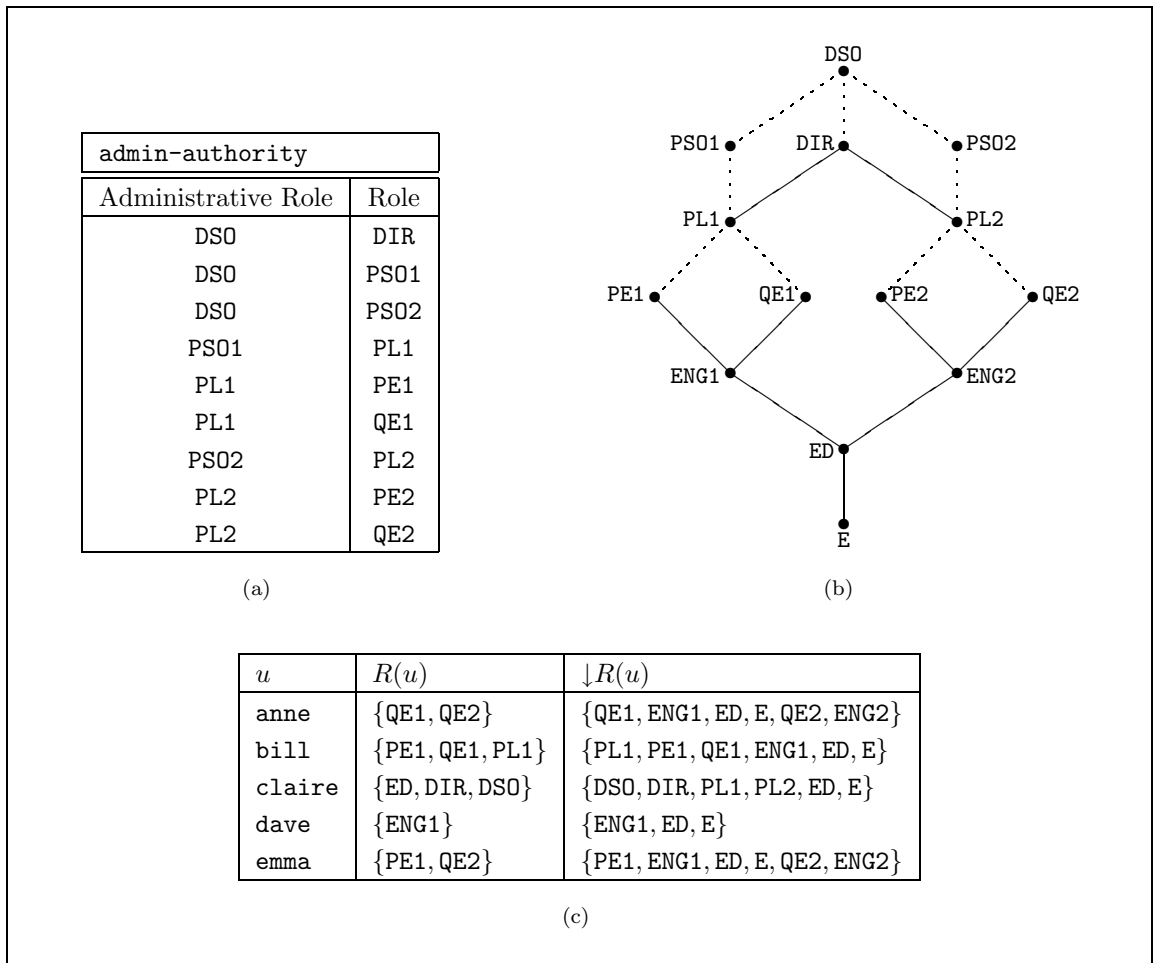 admin-authority
Administrative Role Role
DSO DIR
DSO PSO1
DSO PSO2
PSO1 PL1
PL1 PE1
PL1 QE1
PSO2 PL2
PL2 PE2
PL2 QE2
(a)
DSO
PSO1 DIR PSO2
PL1 PL2
PE1 QE1 PE2 QE2
ENG1 ENG2
ED
E
(b)
u R(u) ↓R(u)
anne {QE1, QE2} {QE1, ENG1, ED, E, QE2, ENG2}
bill {PE1, QE1, PL1} {PL1, PE1, QE1, ENG1, ED, E}
claire {ED, DIR, DSO} {DSO, DIR, PL1, PL2, ED, E}
dave {ENG1} {ENG1, ED, E}
emma {PE1, QE2} {PE1, ENG1, ED, E, QE2, ENG2}
(c)